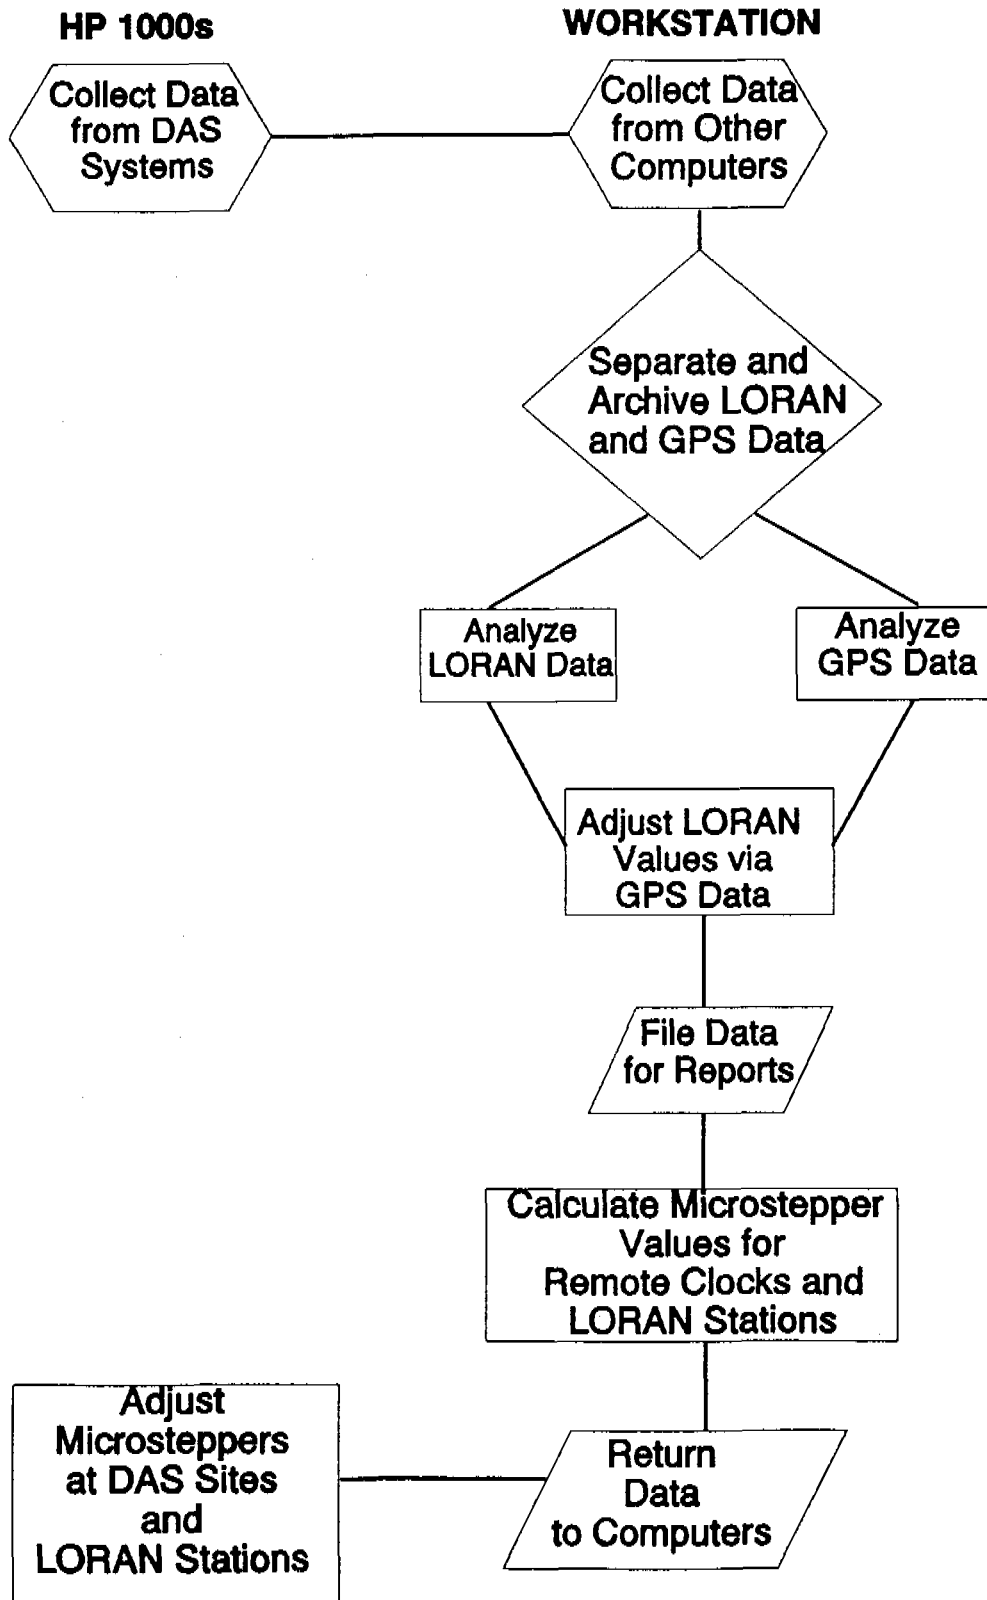 HP 1000s
WORKSTATION
Collect Data
from DAS
Systems
Collect Data
from Other
Computers
Separate and
Archive LORAN
and GPS Data
Analyze
LORAN Data
Analyze
GPS Data
Adjust LORAN
Values via
GPS Data
File Data
for Reports
Calculate Microstepper
Values for
Remote Clocks and
LORAN Stations
Adjust
Microsteppers
at DAS Sites
and
LORAN Stations
Return
Data
to Computers